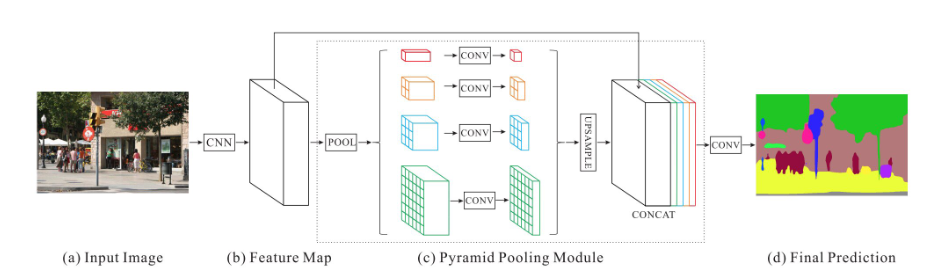 CNN
POOL
CONV
CONV
CONV
CONV
UPSAMPLE
CONCAT
CONV
(a) Input Image
(b) Feature Map
(c) Pyramid Pooling Module
(d) Final Prediction